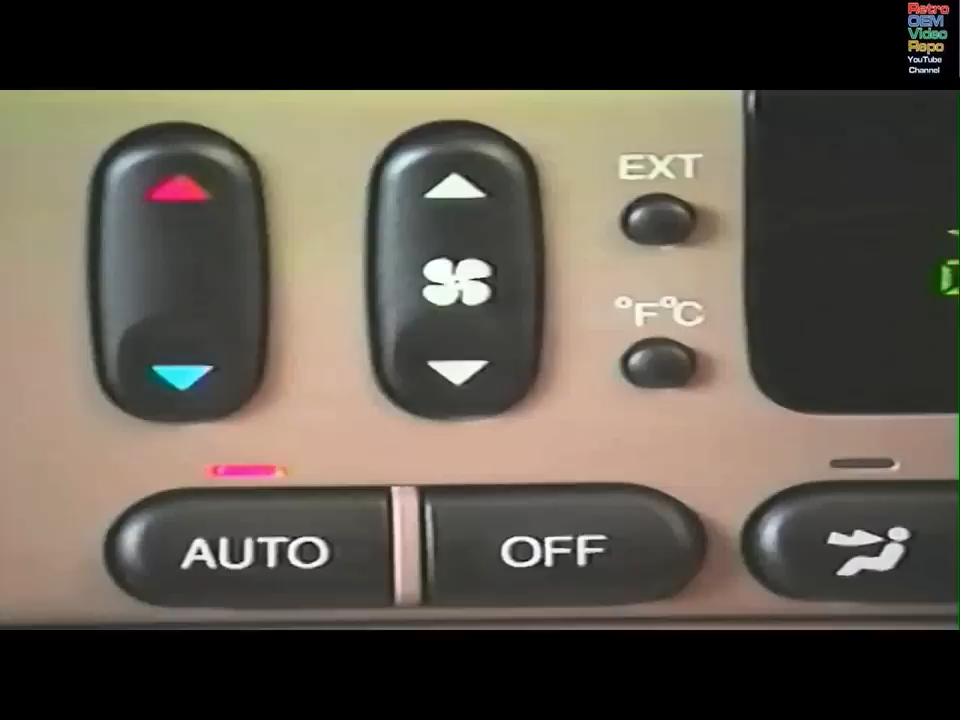 Retro
OEM
Video
Repo
YouTube
Channel
EXT
°F°C
AUTO
OFF